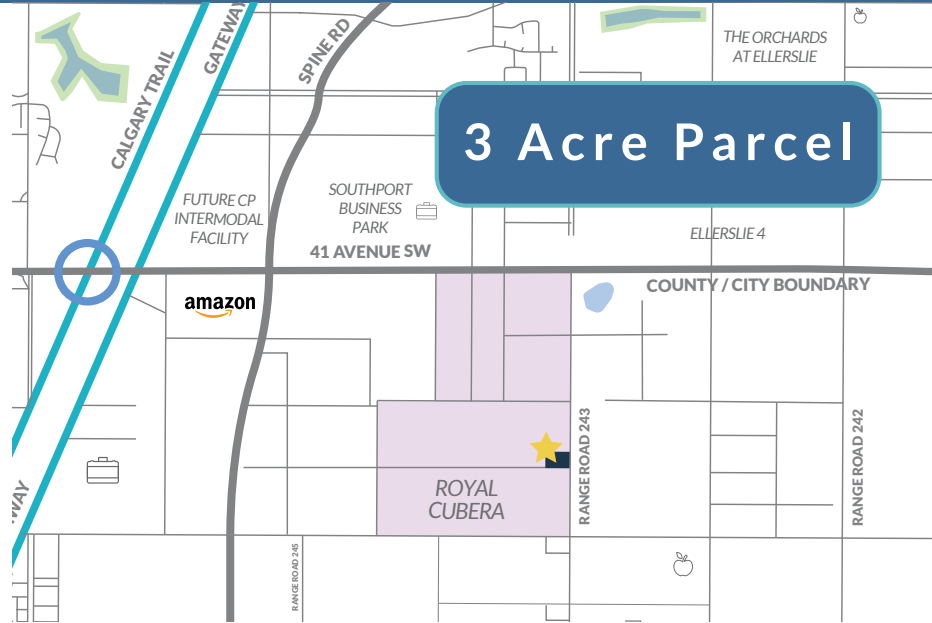 GATEWAY
SPINE RD
CALGARY TRAIL
THE ORCHARDS
AT ELLERSLIE
3 Acre Parcel
FUTURE CP
INTERMODAL
FACILITY
SOUTHPORT
BUSINESS
PARK
ELLERSLIE 4
41 AVENUE SW
COUNTY / CITY BOUNDARY
amazon
RANGE ROAD 243
RANGE ROAD 242
ROYAL
CUBERA
WAY
RANGE ROAD 245